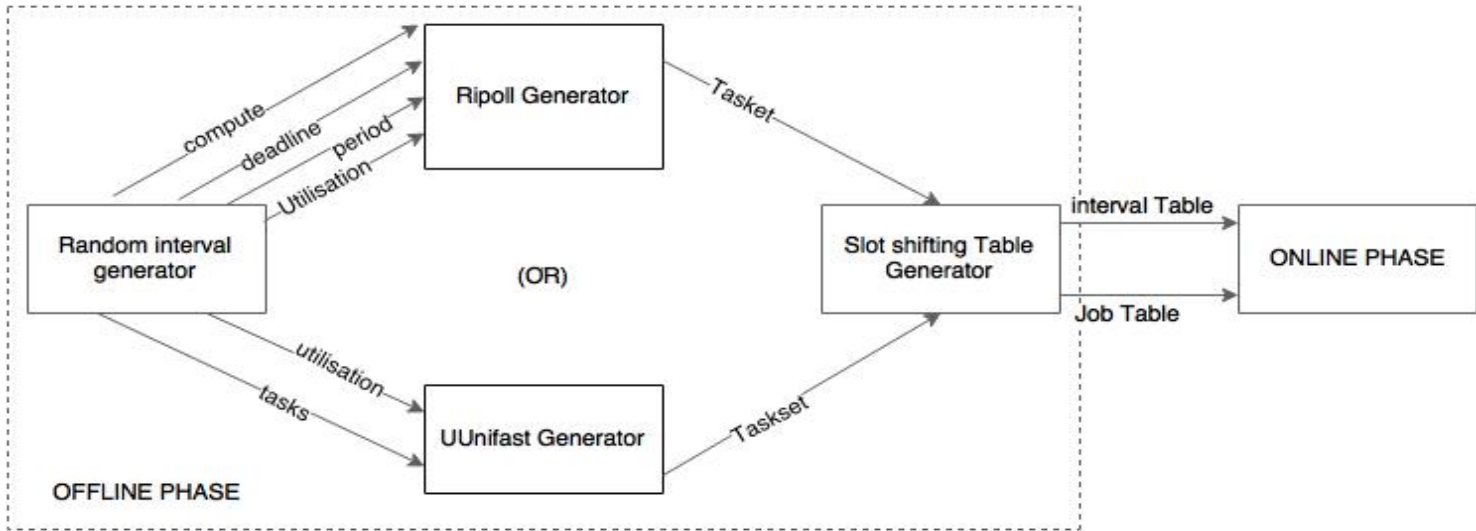 Ripoll Generator
compute
deadline
period
Utilisation
Tasket
Random interval
generator
(OR)
Slot shifting Table
Generator
interval Table
Job Table
ONLINE PHASE
utilisation
tasks
UUnifast Generator
Taskset
OFFLINE PHASE